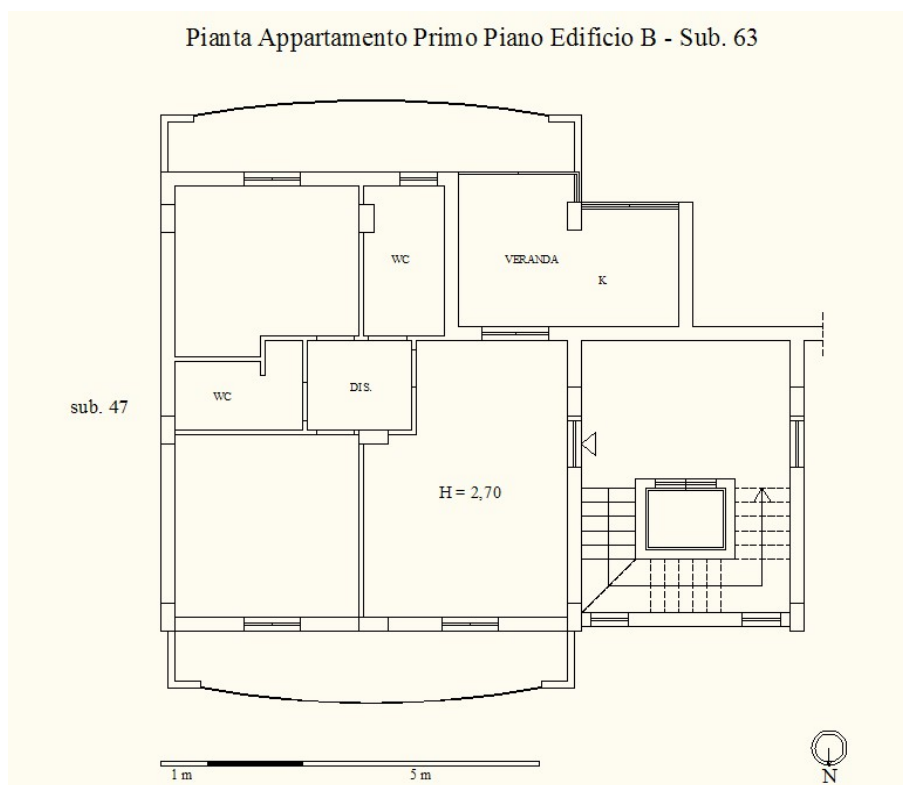 Pianta Appartamento Primo Piano Edificio B - Sub. 63
WC
VERANDA
K
DIS.
WC
sub. 47
H = 2,70
1 m
5 m
N